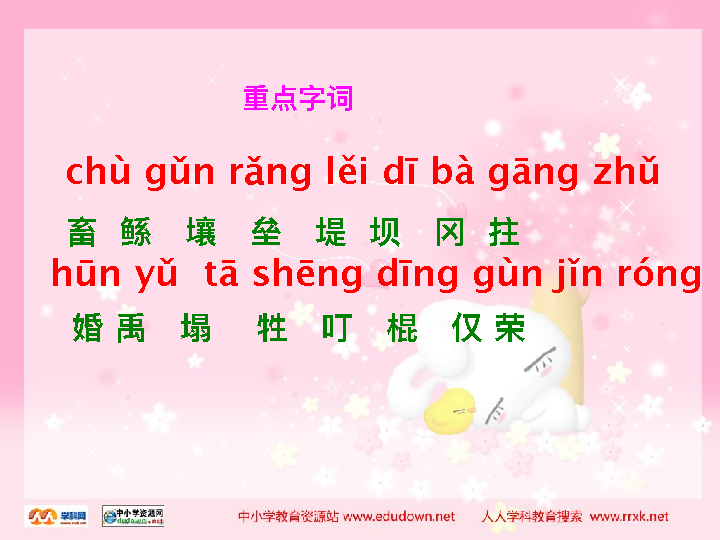 重点字词
chù gǔn rǎng lěi dī bà gāng zhǔ
畜 鲧 壤 垒 堤 坝 冈 拄
hūn yǔ tā shēng dīng gùn jǐn róng
婚 禹 塌 牲 叮 棍 仅 荣
学科网 中小学资源网 中小学教育资源站 www.edudown.net 人人学科教育搜索 www.rrxk.net